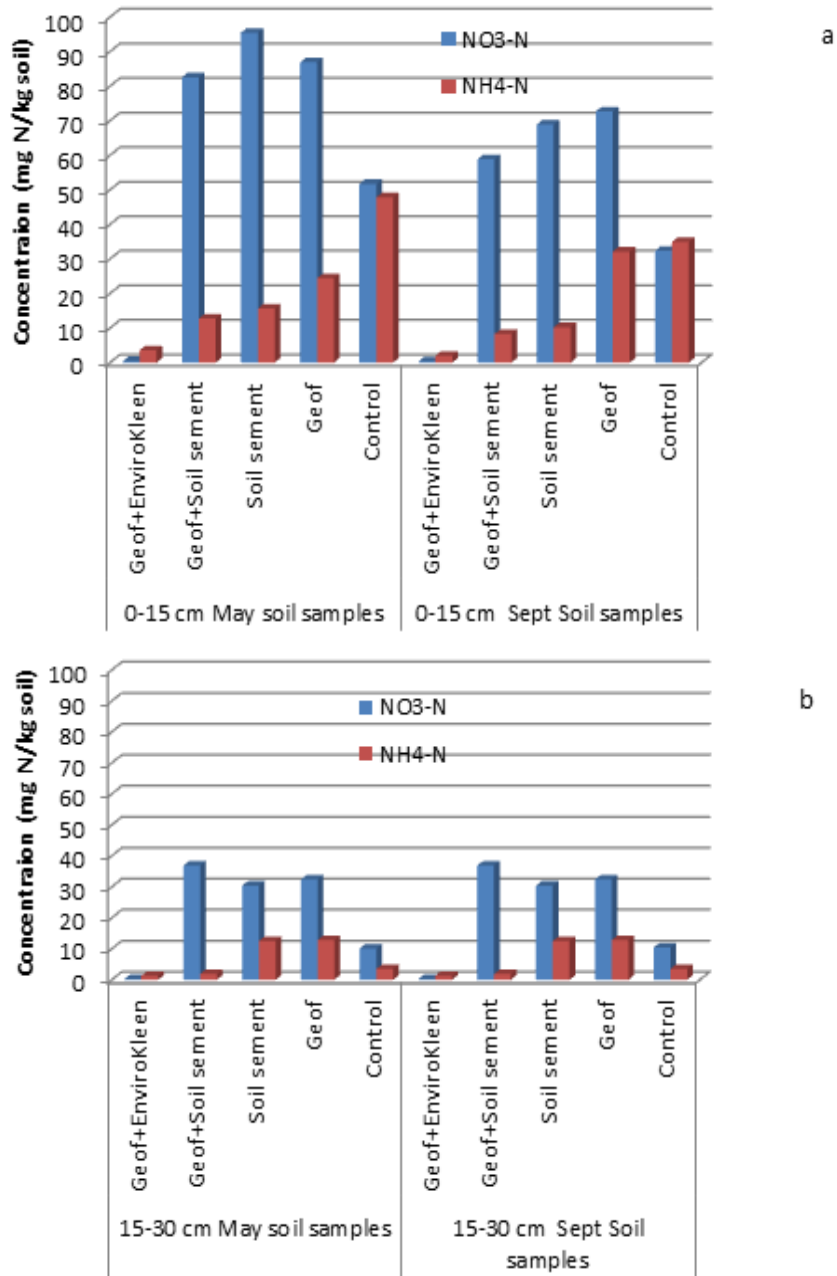 a
Concentraion (mg N/kg soil)
100
90
80
70
60
50
40
30
20
10
0
NO3-N
NH4-N
Geof+EnviroKleen
Geof+Soil sement
Soil sement
Geof
Control
Geof+EnviroKleen
Geof+Soil sement
Soil sement
Geof
Control
0-15 cm May soil samples
0-15 cm Sept Soil samples
b
Concentraion (mg N/kg soil)
100
90
80
70
60
50
40
30
20
10
0
NO3-N
NH4-N
Geof+EnviroKleen
Geof+Soil sement
Soil sement
Geof
Control
Geof+EnviroKleen
Geof+Soil sement
Soil sement
Geof
Control
15-30 cm May soil samples
15-30 cm Sept Soil
samples